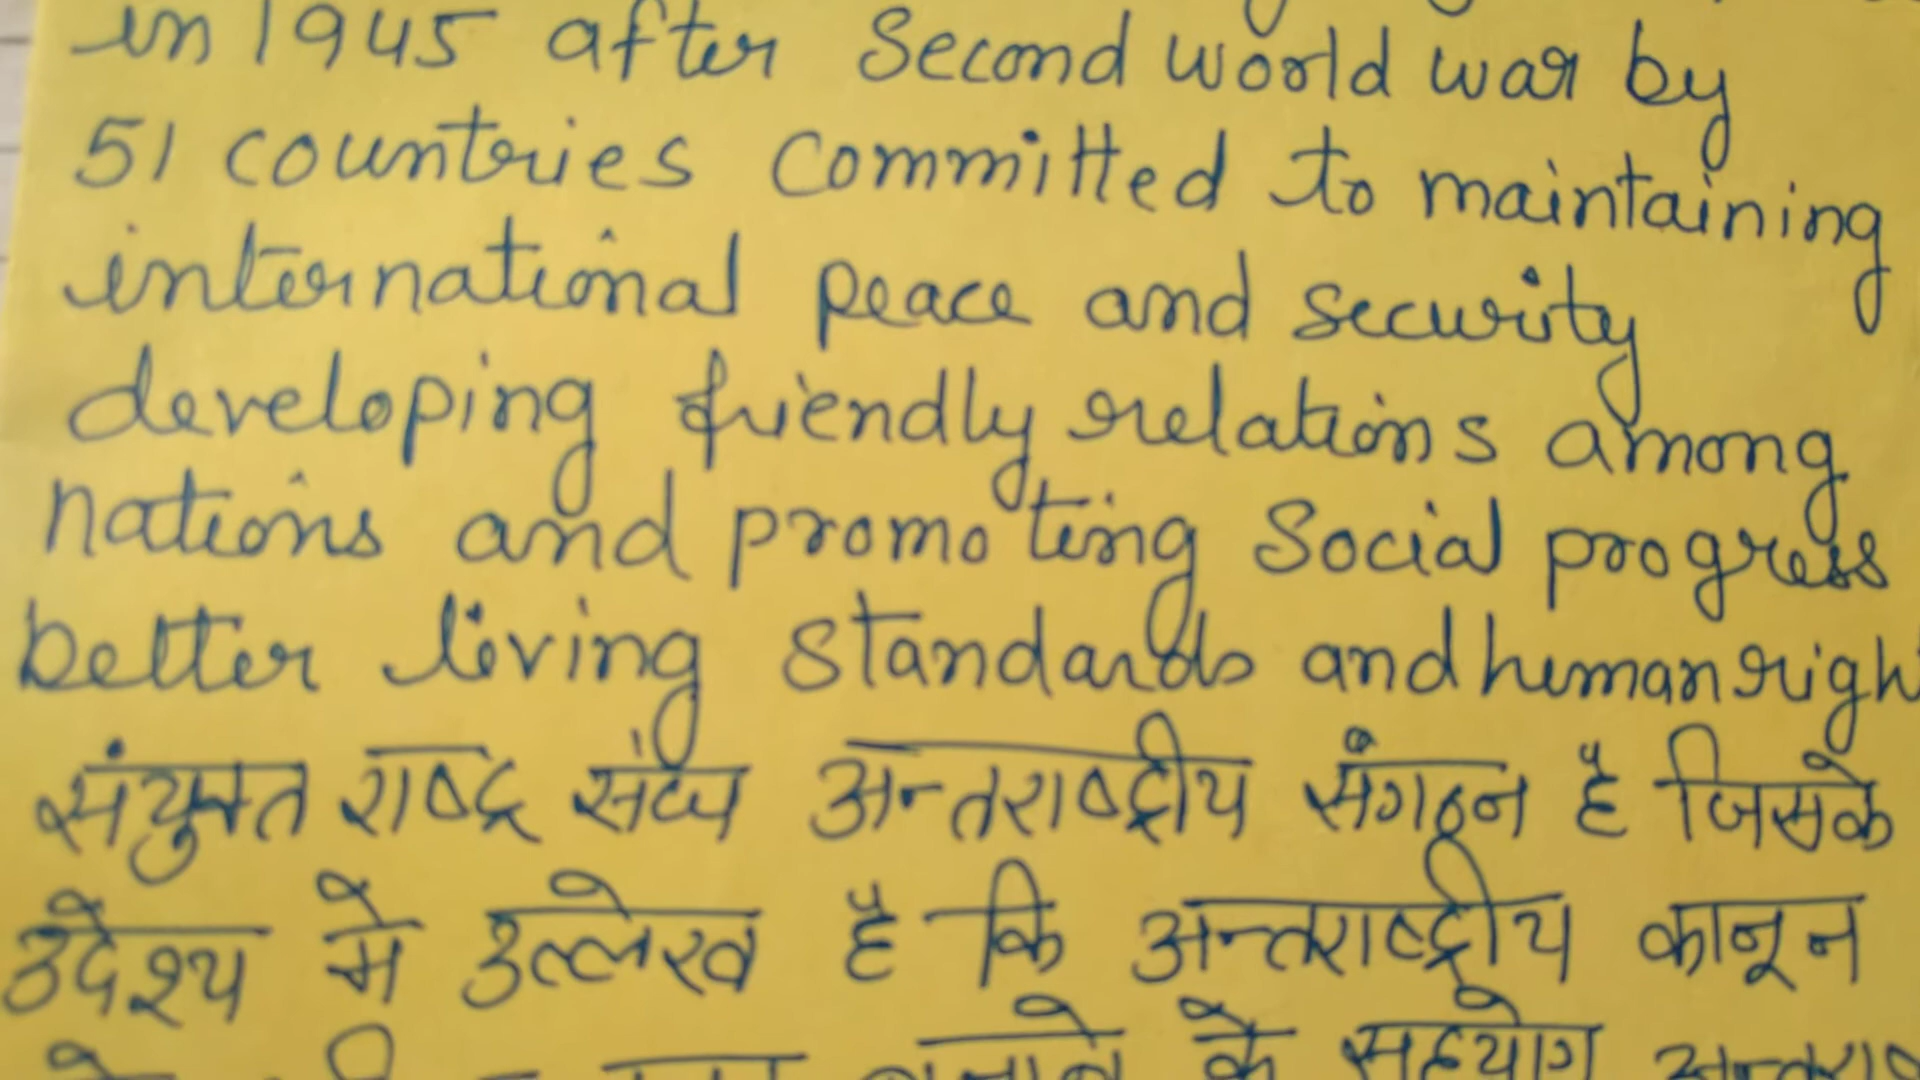 in 1945 after Second world war by
51 countries committed to maintaining
international peace and security
developing friendly relations among
nations and promoting Social progress
better living standards and human righ
संयुक्त राष्ट्र संघ अन्तराष्ट्रीय संगठन है जिसके
उदेश्य मे उल्लेख है कि अन्तराष्ट्रीय कानून
के सहयोग